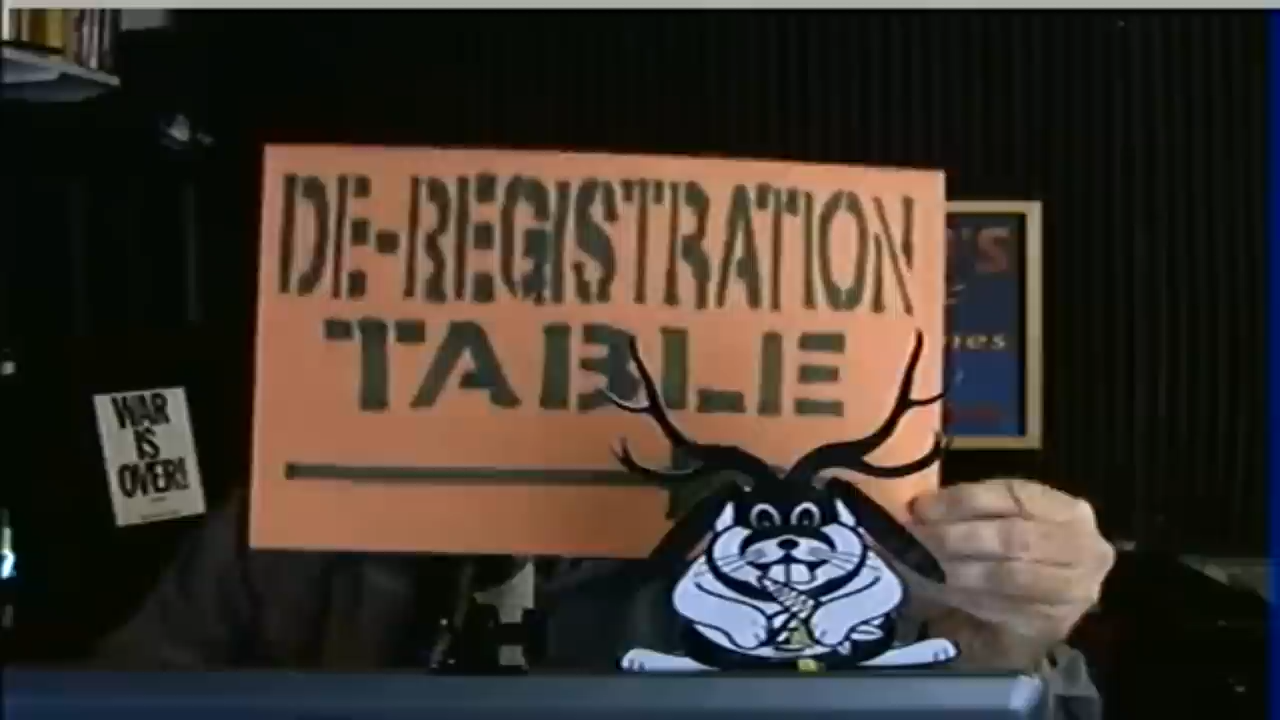 DE-REGISTRATION
TABLE
WAR
IS
OVER!
'S